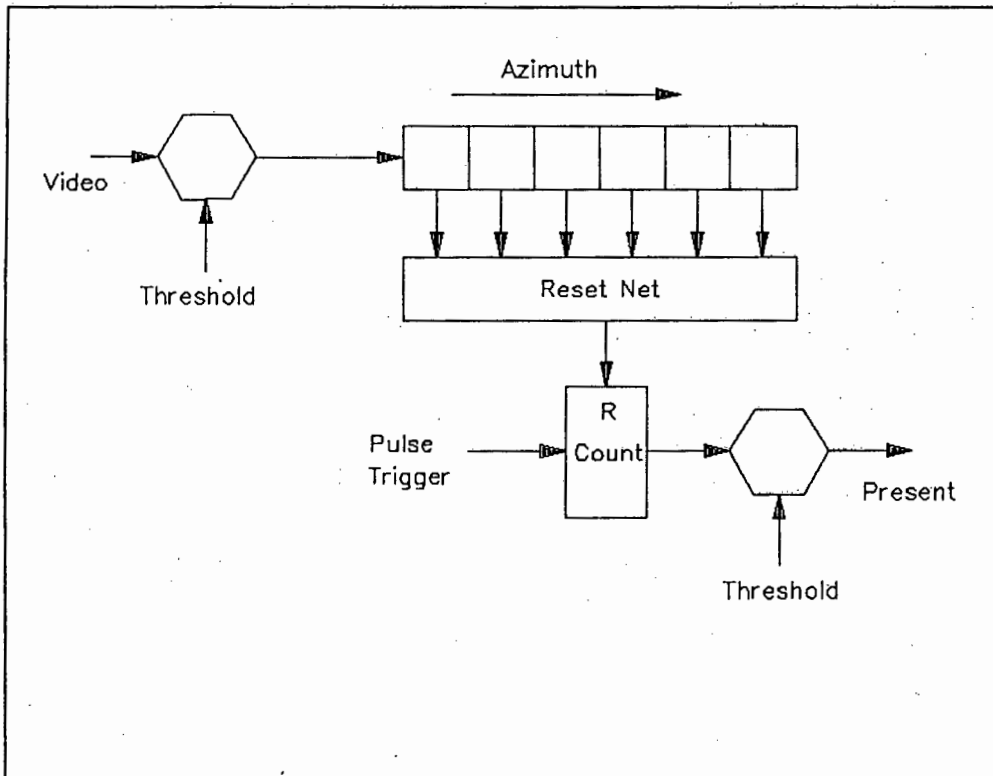 Azimuth
Video
Threshold
Reset Net
R
Count
Pulse
Trigger
Present
Threshold